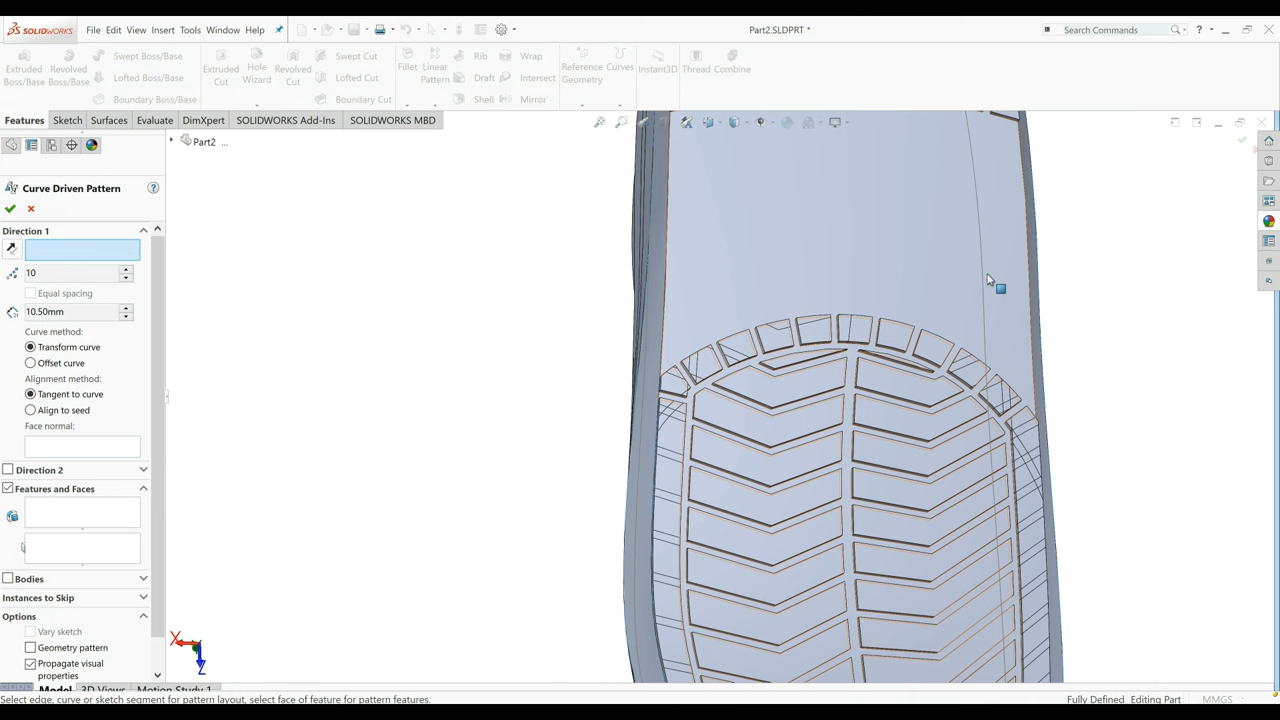 SOLIDWORKS File Edit View Insert Tools Window Help Part2.SLDPRT * Search Commands ?
Extruded Boss/Base Revolved Boss/Base Swept Boss/Base Extruded Cut Hole Wizard Revolved Cut Swept Cut Fillet Linear Pattern Rib Wrap Reference Geometry Curves Instant3D Thread Combine
Lofted Boss/Base Lofted Cut Draft Intersect
Boundary Boss/Base Boundary Cut Shell Mirror
Features Sketch Surfaces Evaluate DimXpert SOLIDWORKS Add-Ins SOLIDWORKS MBD
Part2 ...
Curve Driven Pattern ?
Direction 1
10
Equal spacing
10.50mm
Curve method:
Transform curve
Offset curve
Alignment method:
Tangent to curve
Align to seed
Face normal:
Direction 2
Features and Faces
Bodies
Instances to Skip
Options
Vary sketch
Geometry pattern
Propagate visual
properties
X
Z
Model 3D Views Motion Study 1
Select edge, curve or sketch segment for pattern layout, select face of feature for pattern features. Fully Defined Editing Part MMGS